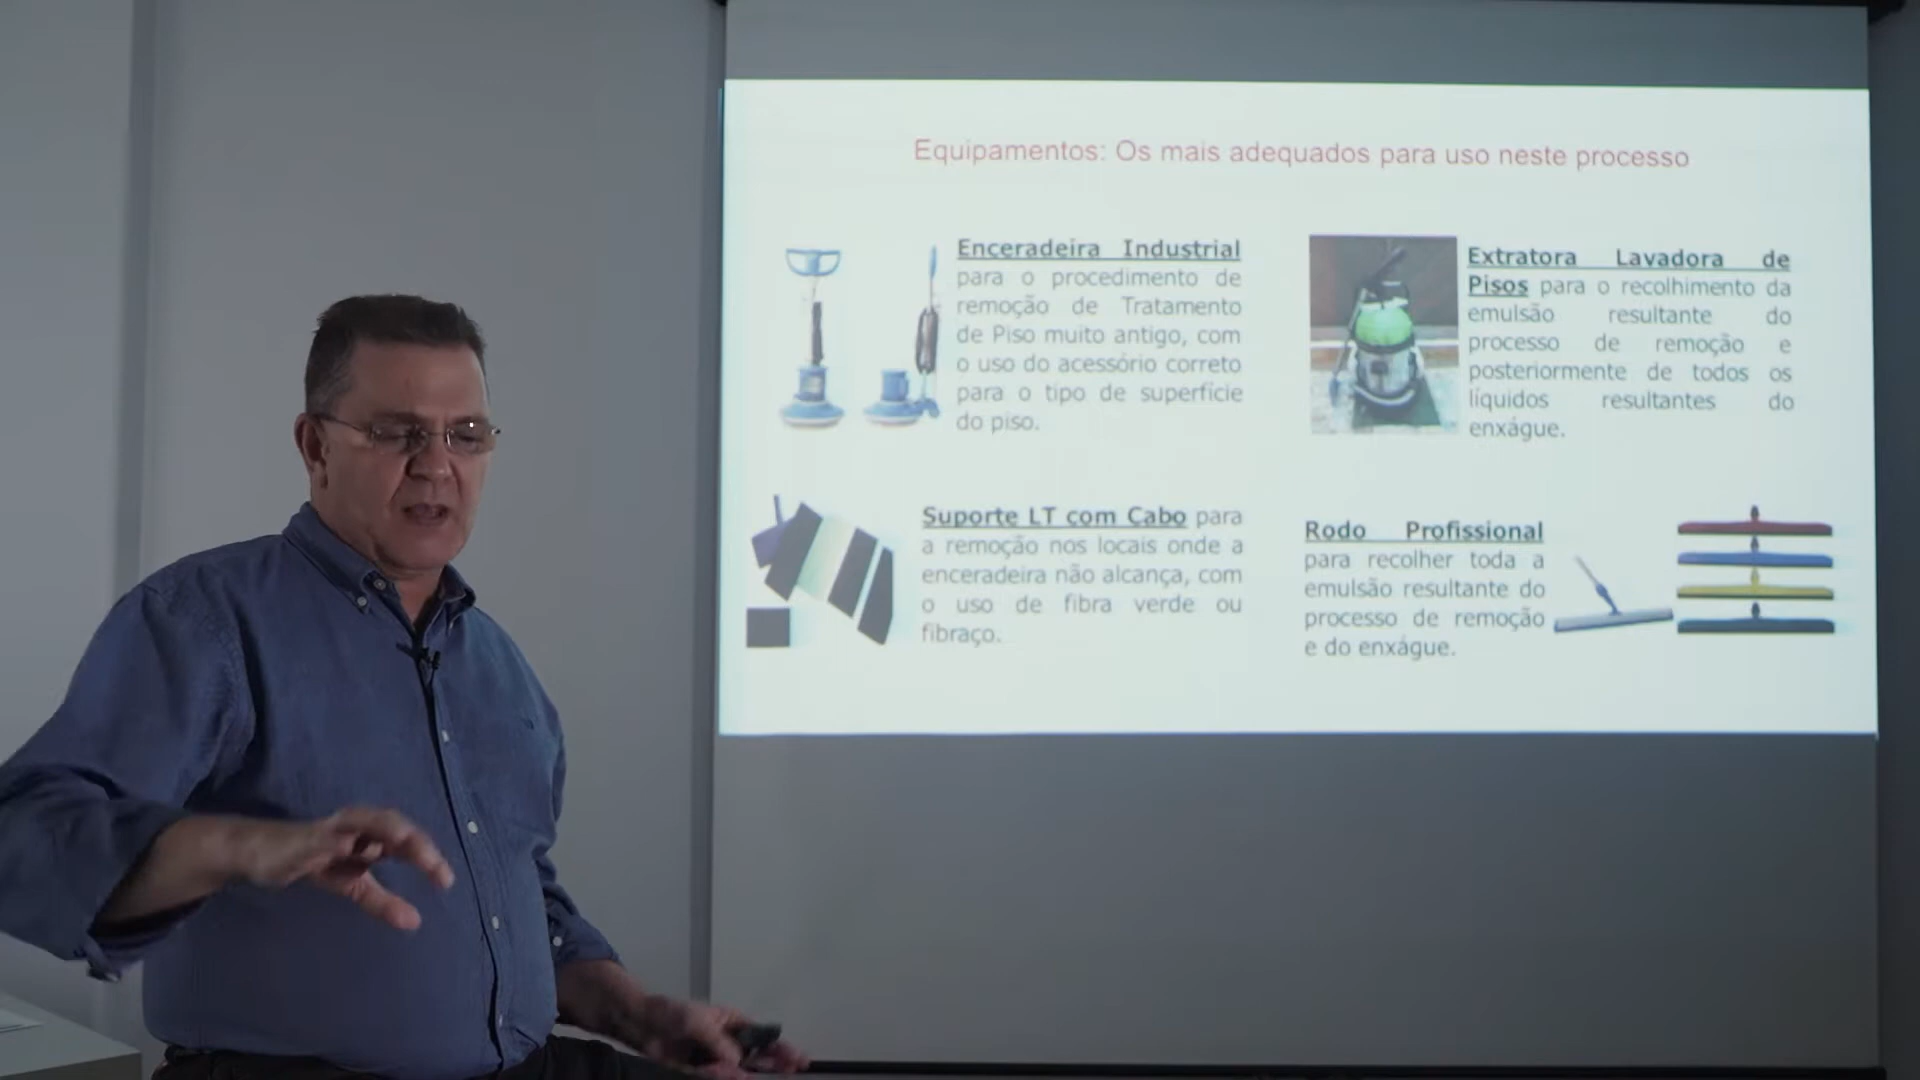 Equipamentos: Os mais adequados para uso neste processo
Enceradeira Industrial
para o procedimento de
remoção de Tratamento
de Piso muito antigo, com
o uso do acessório correto
para o tipo de superfície
do piso.
Extratora Lavadora de
Pisos para o recolhimento da
emulsão resultante do
processo de remoção e
posteriormente de todos os
líquidos resultantes do
enxágue.
Suporte LT com Cabo para
a remoção nos locais onde a
enceradeira não alcança, com
o uso de fibra verde ou
fibraço.
Rodo Profissional
para recolher toda a
emulsão resultante do
processo de remoção
e do enxágue.